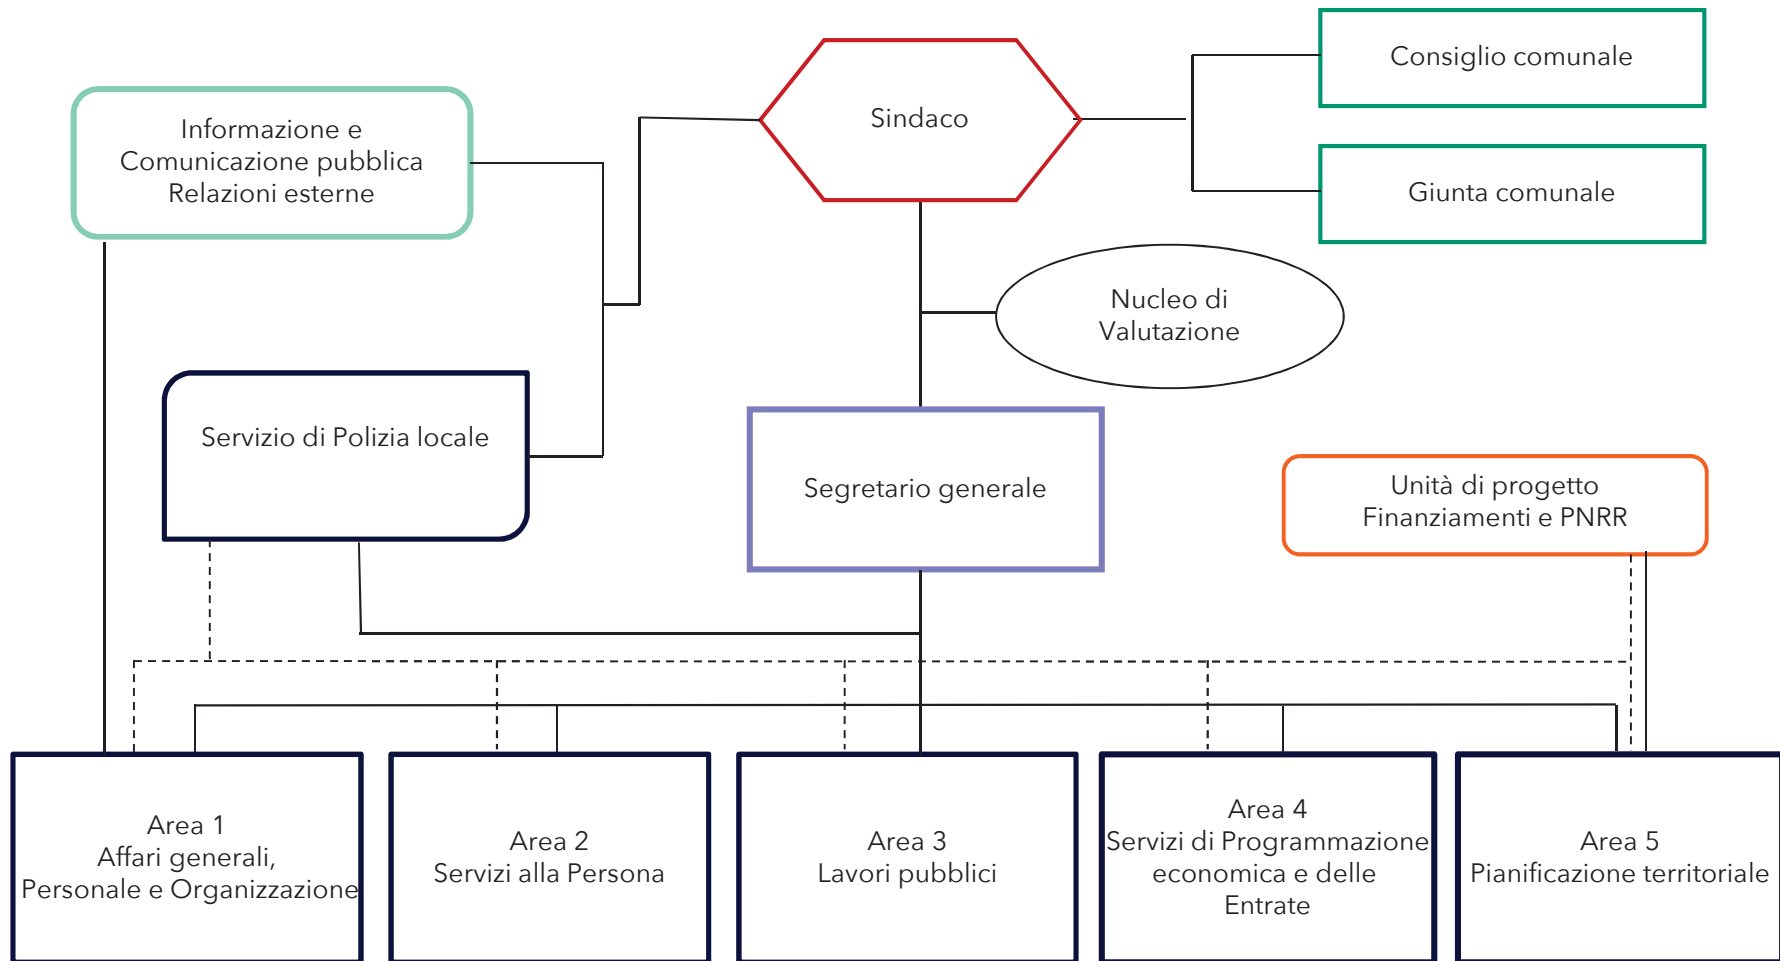 Consiglio comunale
Sindaco
Informazione e
Comunicazione pubblica
Relazioni esterne
Giunta comunale
Nucleo di
Valutazione
Servizio di Polizia locale
Segretario generale
Unità di progetto
Finanziamenti e PNRR
Area 1
Affari generali,
Personale e Organizzazione
Area 2
Servizi alla Persona
Area 3
Lavori pubblici
Area 4
Servizi di Programmazione
economica e delle
Entrate
Area 5
Pianificazione territoriale